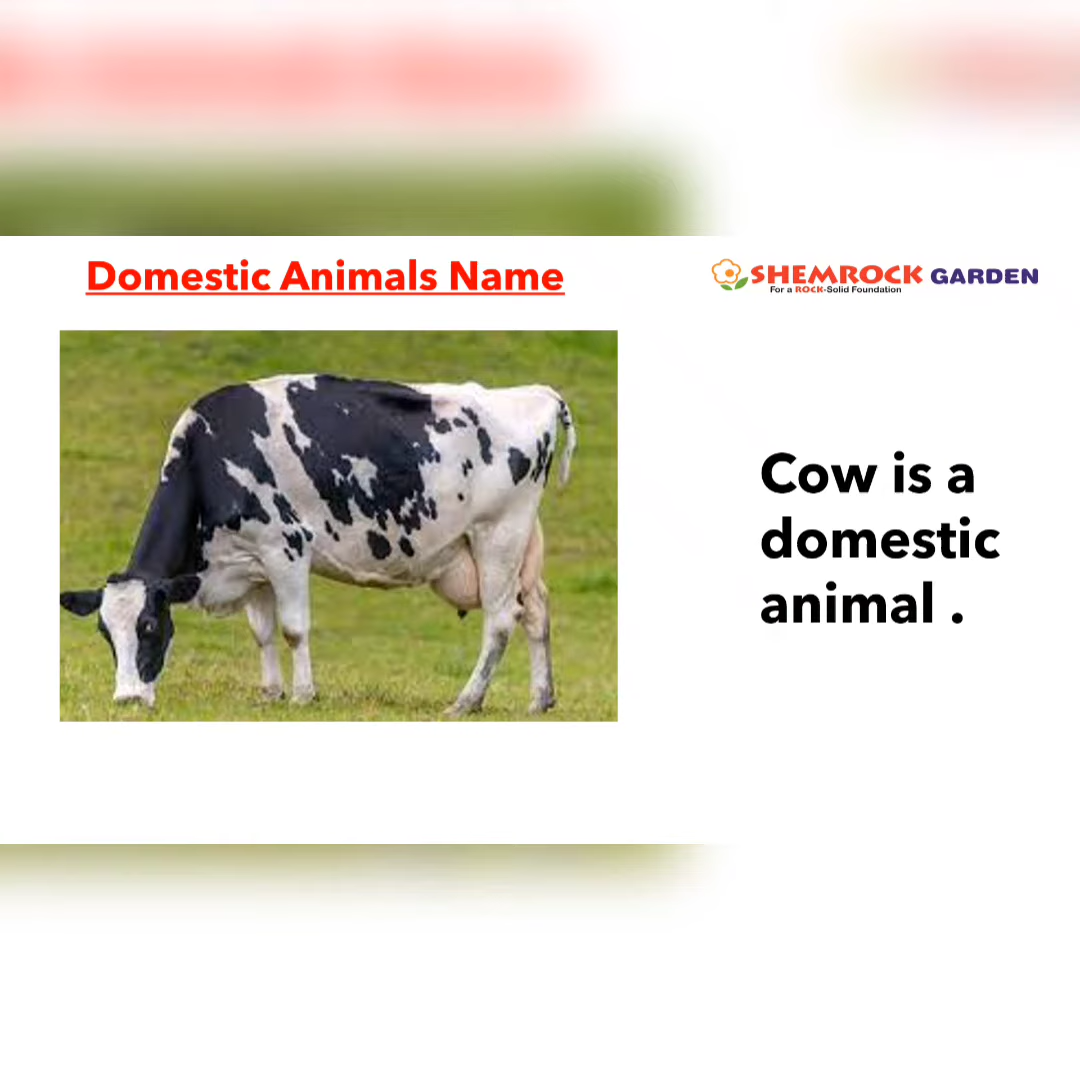 Domestic Animals Name
SHEMROCK GARDEN
For a ROCK-Solid Foundation
Cow is a
domestic
animal .